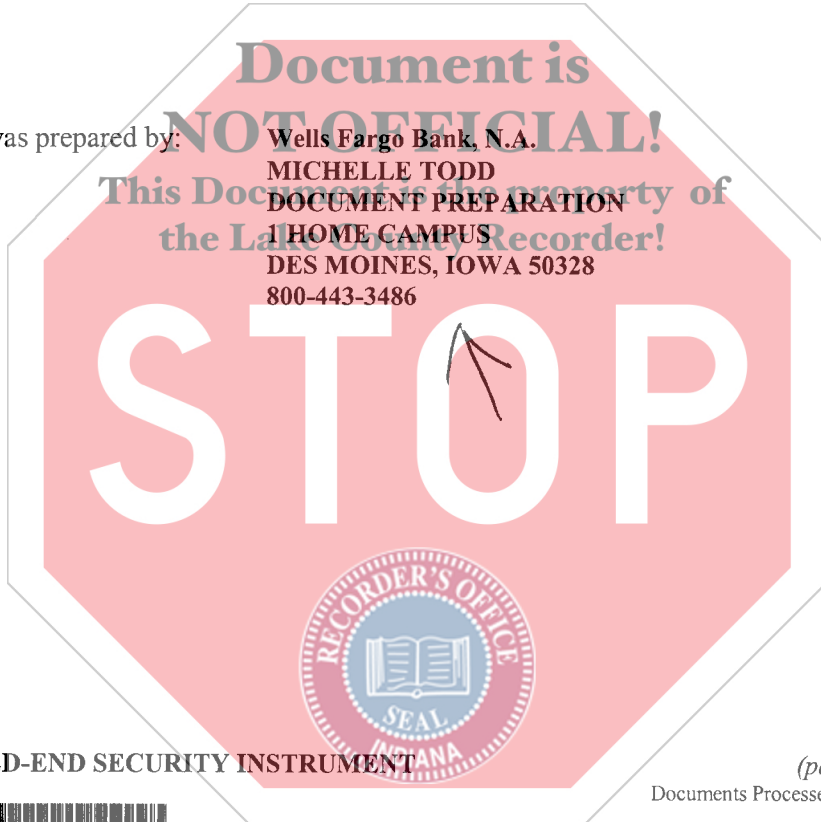 Document is
NOT OFFICIAL!
This Document is the property of
the Lake County Recorder!
was prepared by:
Wells Fargo Bank, N.A.
MICHELLE TODD
DOCUMENT PREPARATION
1 HOME CAMPUS
DES MOINES, IOWA 50328
800-443-3486
STOP
RECORDER'S OFFICE
SEAL
INDIANA
D-END SECURITY INSTRUMENT
Documents